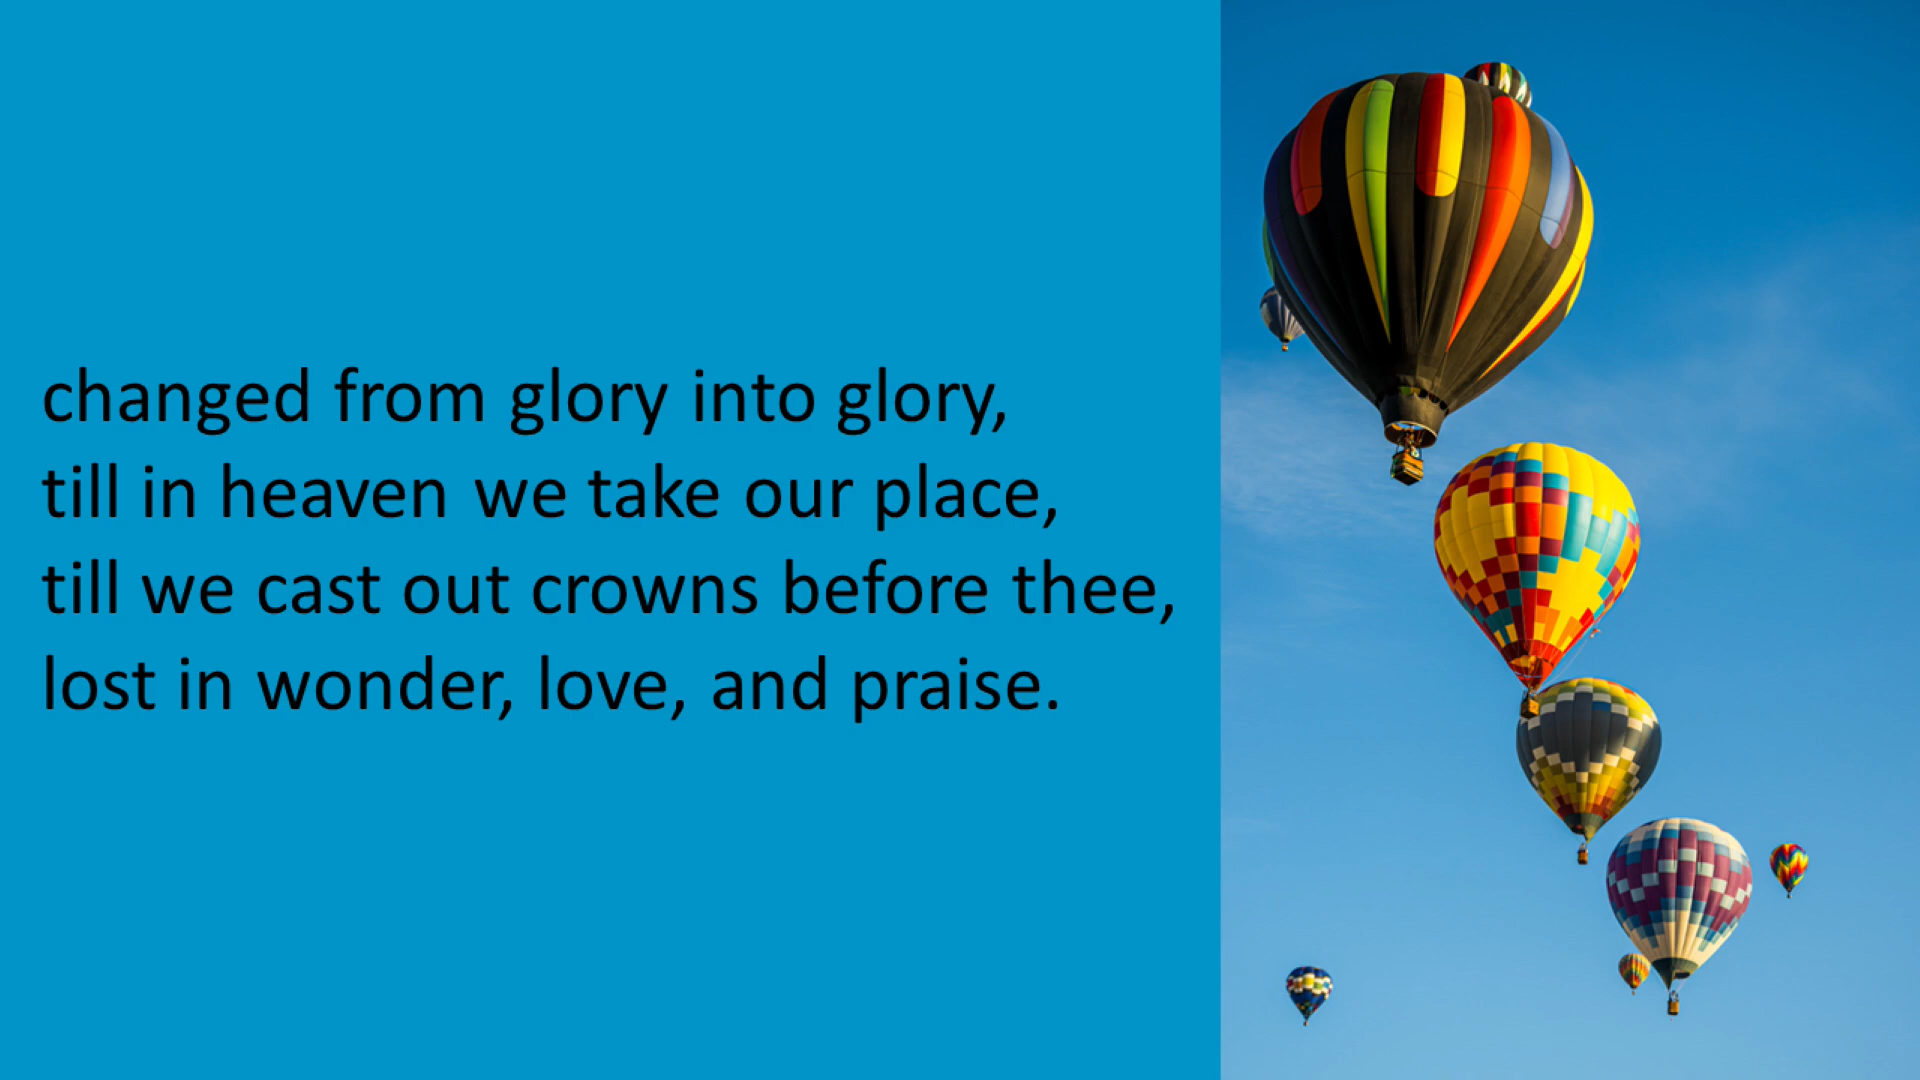 changed from glory into glory,
till in heaven we take our place,
till we cast out crowns before thee,
lost in wonder, love, and praise.